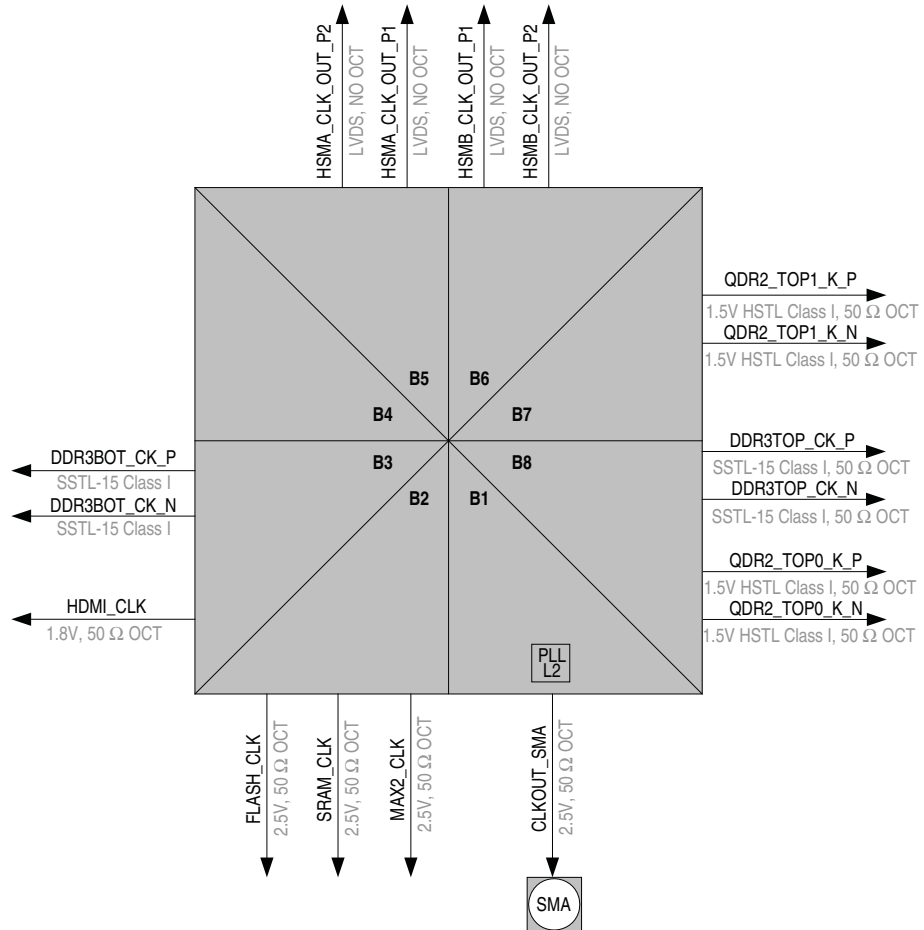 HSMA_CLK_OUT_P2
LVDS, NO OCT
HSMA_CLK_OUT_P1
LVDS, NO OCT
HSMB_CLK_OUT_P1
LVDS, NO OCT
HSMB_CLK_OUT_P2
LVDS, NO OCT
QDR2_TOP1_K_P
1.5V HSTL Class I, 50 Ω OCT
QDR2_TOP1_K_N
1.5V HSTL Class I, 50 Ω OCT
B5
B6
B4
B7
DDR3BOT_CK_P
SSTL-15 Class I
DDR3BOT_CK_N
SSTL-15 Class I
B3
B8
B2
B1
DDR3TOP_CK_P
SSTL-15 Class I, 50 Ω OCT
DDR3TOP_CK_N
SSTL-15 Class I, 50 Ω OCT
QDR2_TOP0_K_P
1.5V HSTL Class I, 50 Ω OCT
QDR2_TOP0_K_N
1.5V HSTL Class I, 50 Ω OCT
HDMI_CLK
1.8V, 50 Ω OCT
PLL
L2
FLASH_CLK
2.5V, 50 Ω OCT
SRAM_CLK
2.5V, 50 Ω OCT
MAX2_CLK
2.5V, 50 Ω OCT
CLKOUT_SMA
2.5V, 50 Ω OCT
SMA